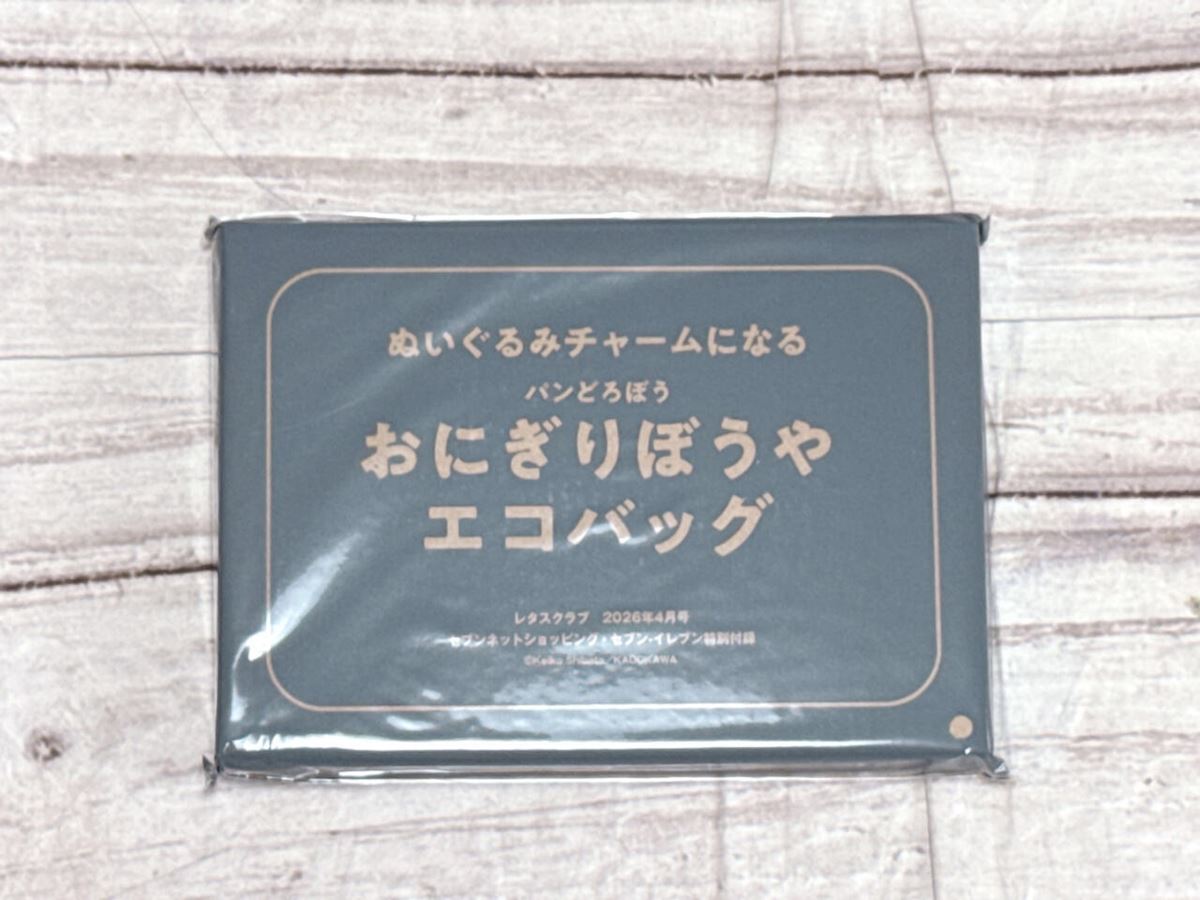 ぬいぐるみチャームになる
パンどろぼう
おにぎりぼうや
エコバッグ
レタスクラブ 2026年4月号
セブンネットショッピング・セブン-イレブン特別付録
©Keiko Shibata/KADOKAWA